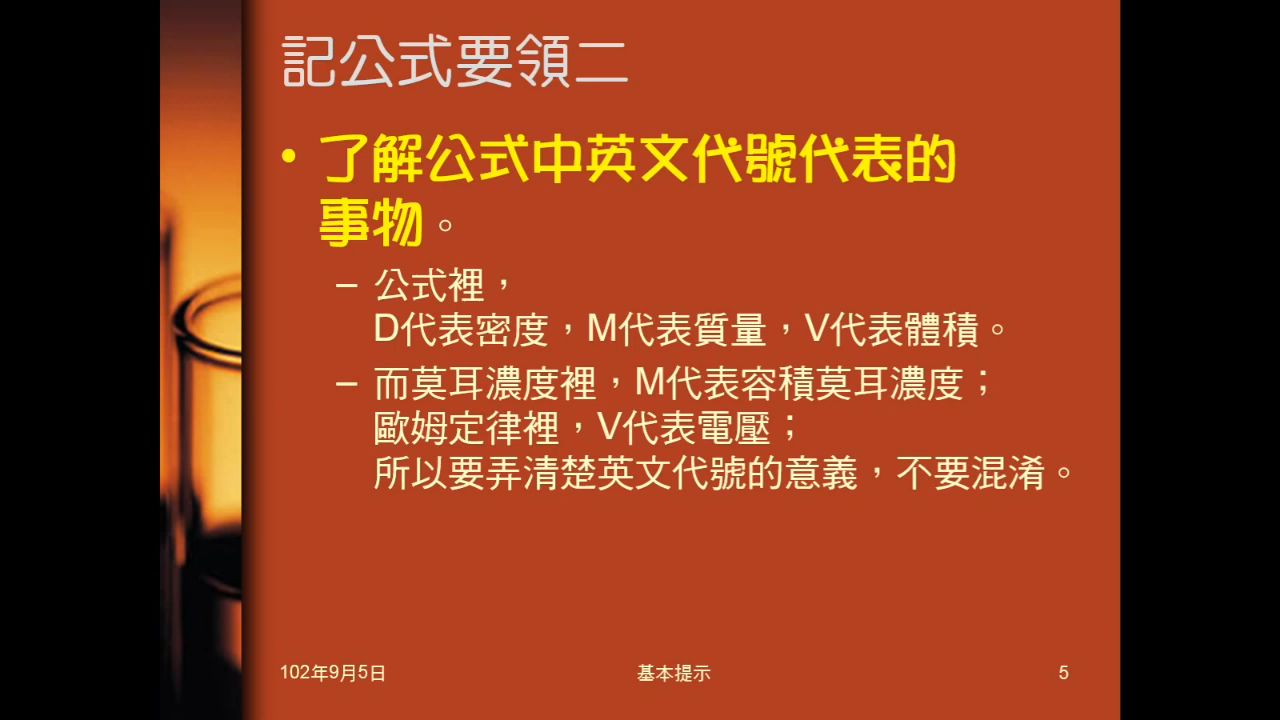 記公式要領二
• 了解公式中英文代號代表的
事物。
– 公式裡，
D代表密度，M代表質量，V代表體積。
– 而莫耳濃度裡，M代表容積莫耳濃度；
歐姆定律裡，V代表電壓；
所以要弄清楚英文代號的意義，不要混淆。
102年9月5日
基本提示
5